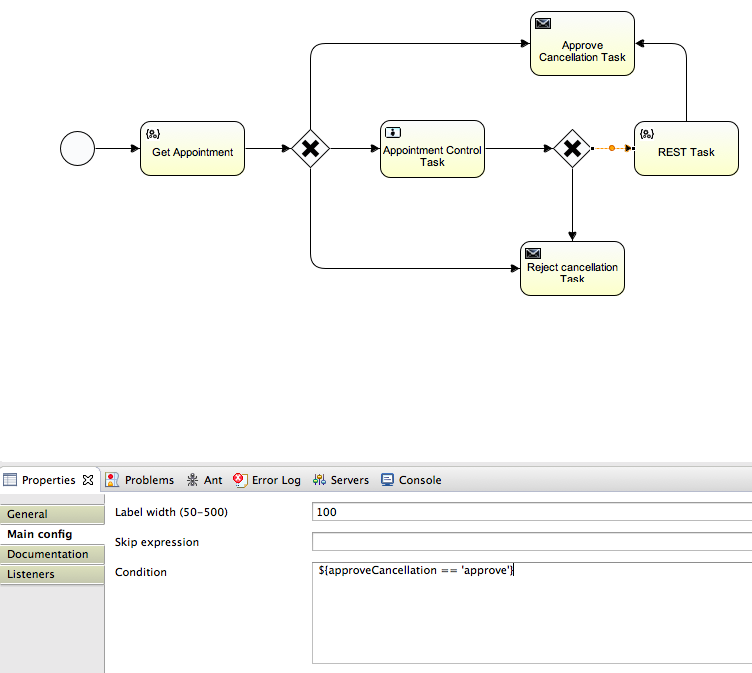 Approve
Cancellation Task
Get Appointment
Appointment Control
Task
REST Task
Reject cancellation
Task
Properties
Problems
Ant
Error Log
Servers
Console
General
Main config
Documentation
Listeners
Label width (50-500)
100
Skip expression
Condition
${approveCancellation == 'approve'}